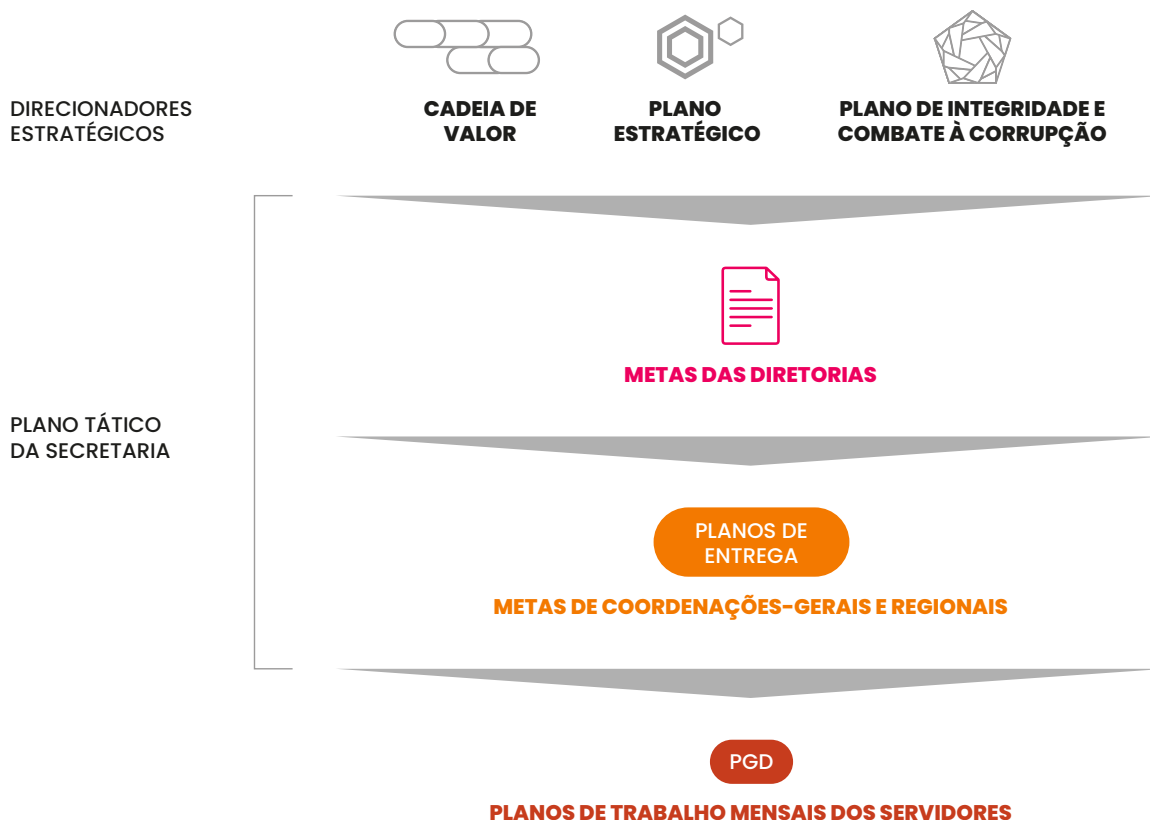 DIRECIONADORES
ESTRATÉGICOS
CADEIA DE
VALOR
PLANO
ESTRATÉGICO
PLANO DE INTEGRIDADE E
COMBATE À CORRUPÇÃO
METAS DAS DIRETORIAS
PLANO TÁTICO
DA SECRETARIA
PLANOS DE
ENTREGA
METAS DE COORDENAÇÕES-GERAIS E REGIONAIS
PGD
PLANOS DE TRABALHO MENSAIS DOS SERVIDORES